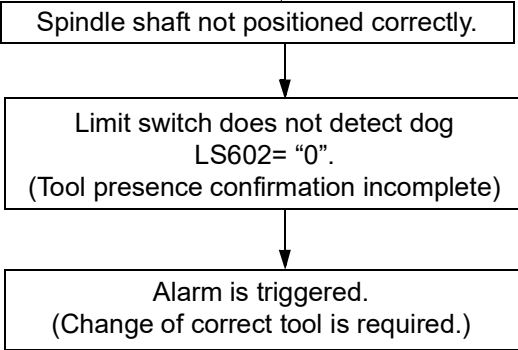 Spindle shaft not positioned correctly.
Limit switch does not detect dog
LS602= “0”.
(Tool presence confirmation incomplete)
Alarm is triggered.
(Change of correct tool is required.)